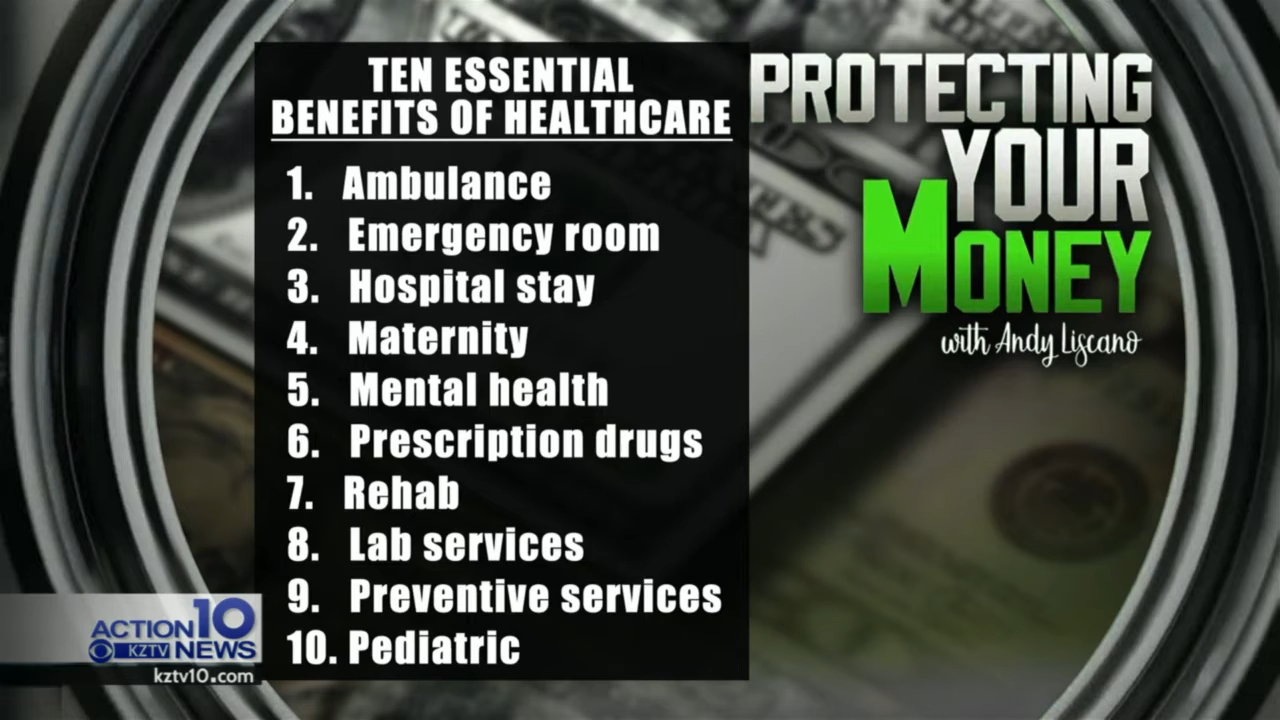 TEN ESSENTIAL
BENEFITS OF HEALTHCARE
1. Ambulance
2. Emergency room
3. Hospital stay
4. Maternity
5. Mental health
6. Prescription drugs
7. Rehab
8. Lab services
9. Preventive services
10. Pediatric
PROTECTING
YOUR
MONEY
with Andy Liscano
ACTION 10
KZTV NEWS
kztv10.com